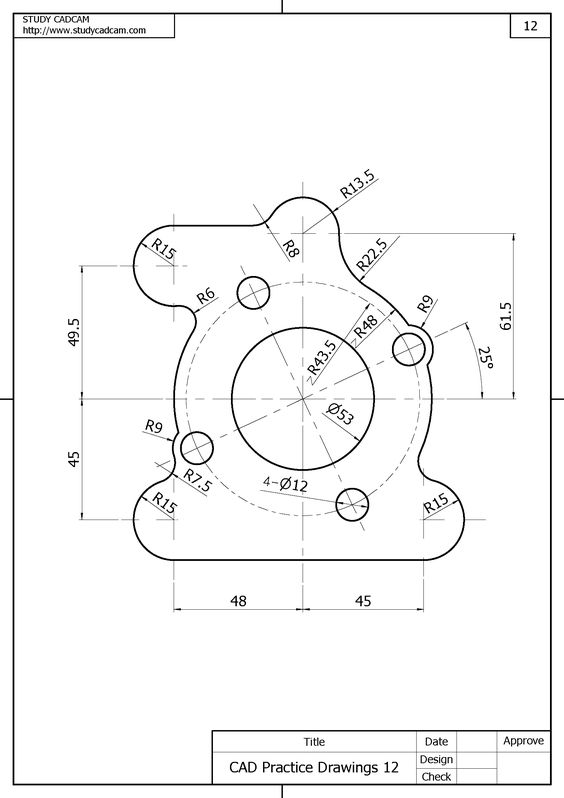 STUDY CADCAM
http://www.studycadcam.com
12
R13.5
R15
R8
R22.5
R6
R9
R48
R43.5
61.5
49.5
25°
Ø53
R9
45
R7.5
4-Ø12
R15
R15
48
45
Title
Date
Approve
CAD Practice Drawings 12
Design
Check